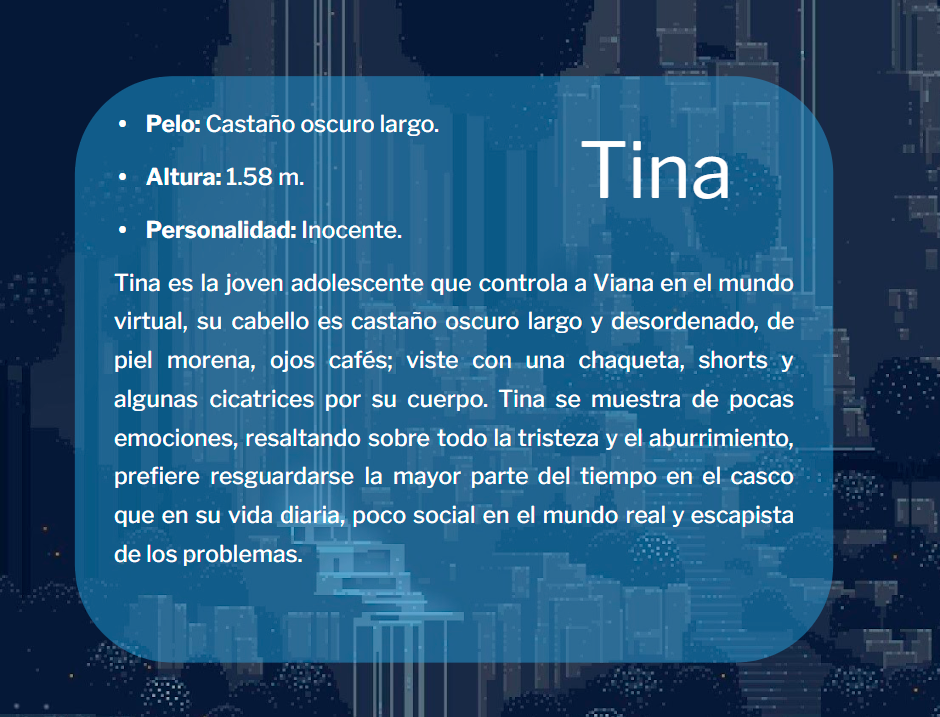 • Pelo: Castaño oscuro largo.
• Altura: 1.58 m.
• Personalidad: Inocente.
Tina
Tina es la joven adolescente que controla a Viana en el mundo
virtual, su cabello es castaño oscuro largo y desordenado, de
piel morena, ojos cafés; viste con una chaqueta, shorts y
algunas cicatrices por su cuerpo. Tina se muestra de pocas
emociones, resaltando sobre todo la tristeza y el aburrimiento,
prefiere resguardarse la mayor parte del tiempo en el casco
que en su vida diaria, poco social en el mundo real y escapista
de los problemas.